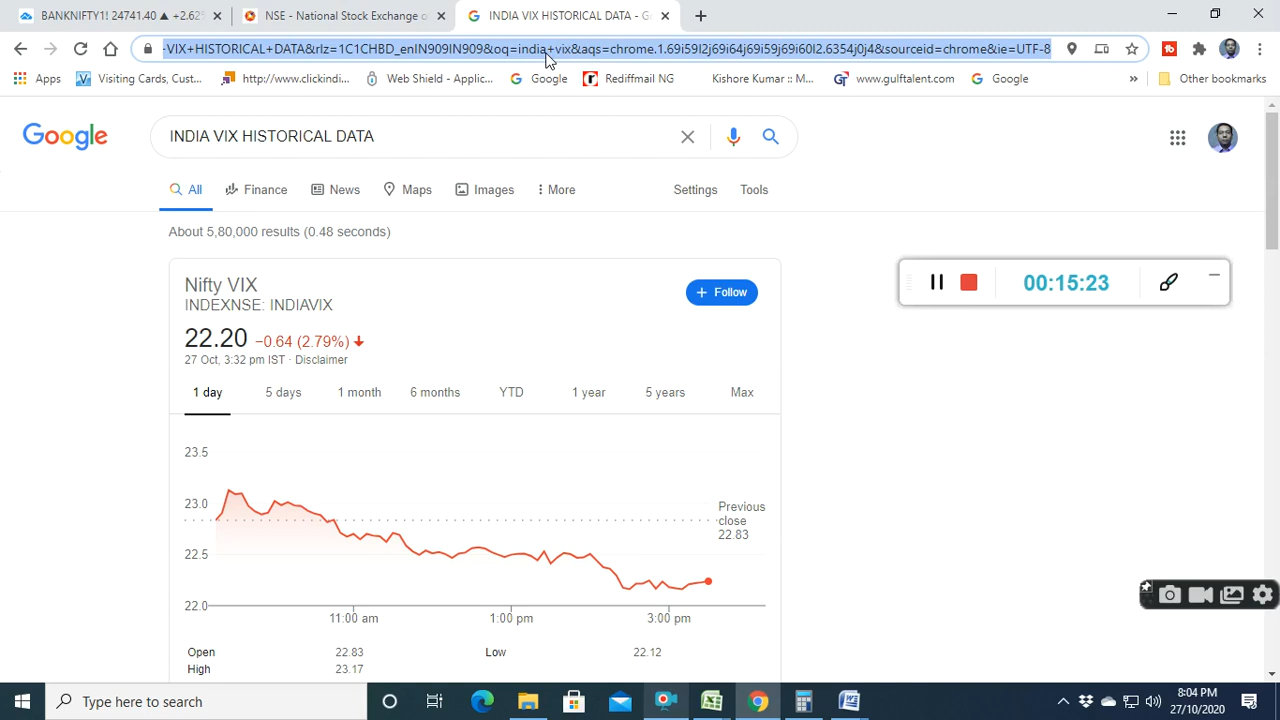 BANKNIFTY1! 24741.40 ▲ +2.62%
NSE - National Stock Exchange o
INDIA VIX HISTORICAL DATA - Go
-VIX+HISTORICAL+DATA&rlz=1C1CHBD_enIN909IN909&oq=india+vix&aqs=chrome.1.69i59l2j69i64j69i59j69i60l2.6354j0j4&sourceid=chrome&ie=UTF-8
Apps
Visiting Cards, Cust...
http://www.clickindi...
Web Shield - Applic...
Google
Rediffmail NG
Kishore Kumar :: M...
www.gulftalent.com
Google
»
Other bookmarks
Google
INDIA VIX HISTORICAL DATA
All
Finance
News
Maps
Images
More
Settings
Tools
About 5,80,000 results (0.48 seconds)
Nifty VIX
INDEXNSE: INDIAVIX
+ Follow
22.20 −0.64 (2.79%)
27 Oct, 3:32 pm IST · Disclaimer
1 day
5 days
1 month
6 months
YTD
1 year
5 years
Max
23.5
23.0
22.5
22.0
Previous
close
22.83
11:00 am
1:00 pm
3:00 pm
Open 22.83
Low 22.12
High 23.17
00:15:23
Type here to search
8:04 PM
27/10/2020